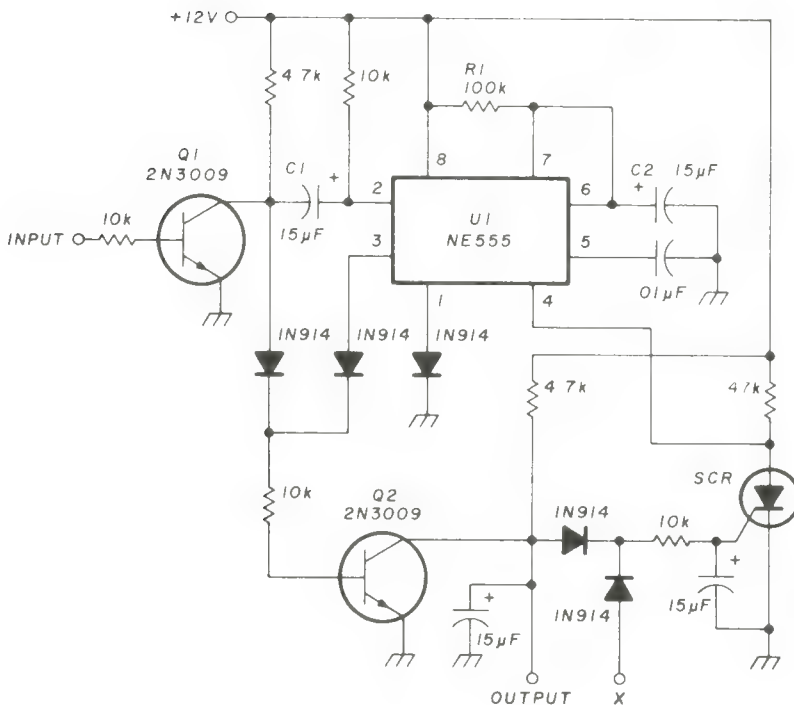 +12V
4.7k
10k
R1
100k
Q1
2N3009
C1
+
15µF
10k
INPUT
8
7
2
6
3
5
1
4
U1
NE555
C2
+
15µF
.01µF
1N914
1N914
1N914
4.7k
47k
SCR
10k
Q2
2N3009
1N914
10k
+
15µF
1N914
+
15µF
OUTPUT
X